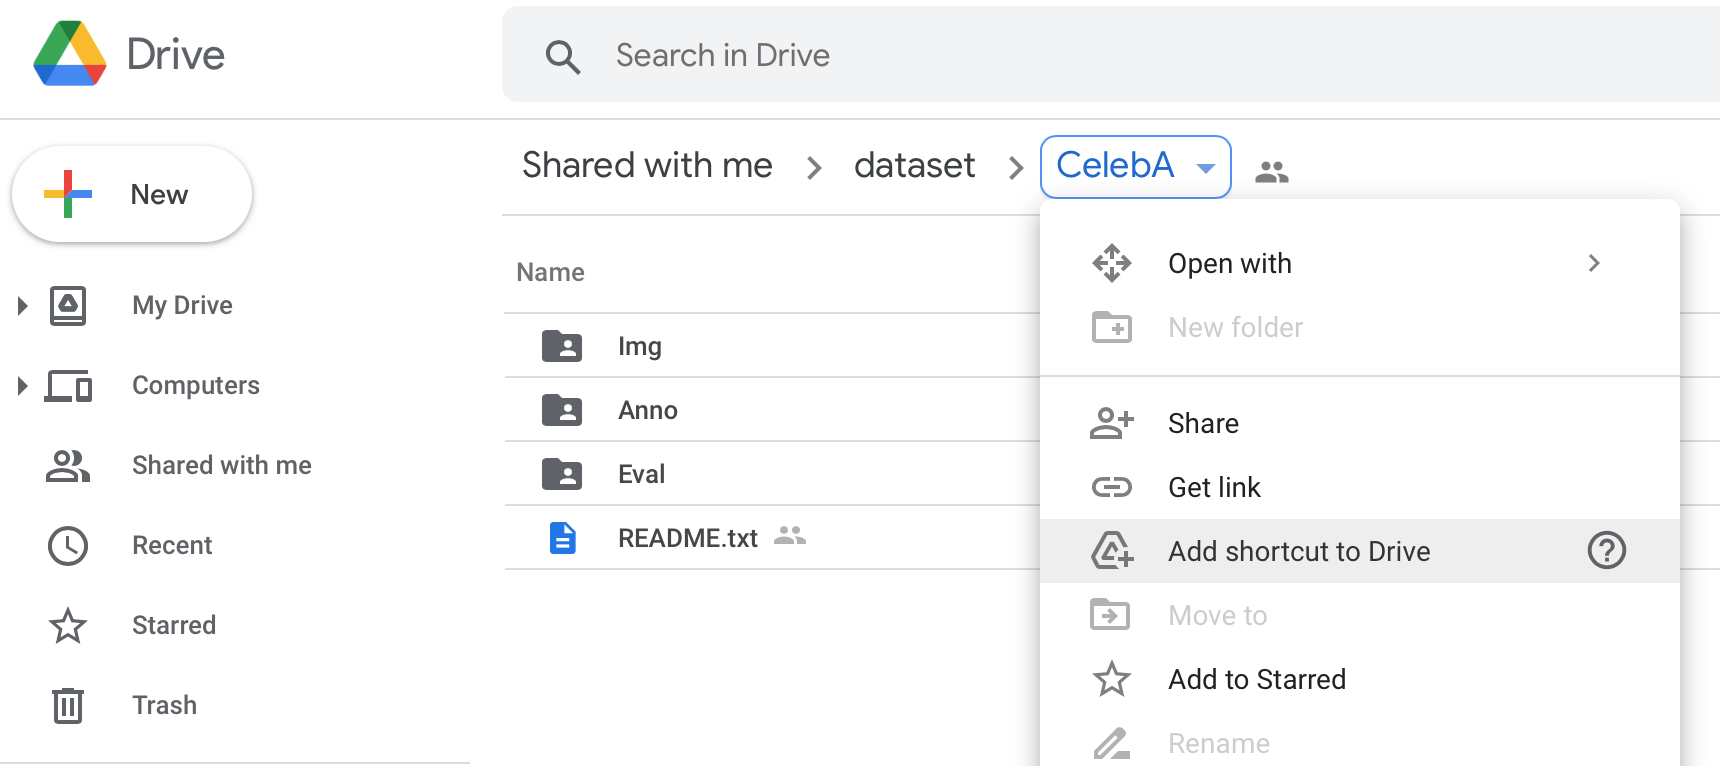 Drive
Search in Drive
New
My Drive
Computers
Shared with me
Recent
Starred
Trash
Shared with me > dataset > CelebA
Name
Img
Anno
Eval
README.txt
Open with
New folder
Share
Get link
Add shortcut to Drive
Move to
Add to Starred
Rename